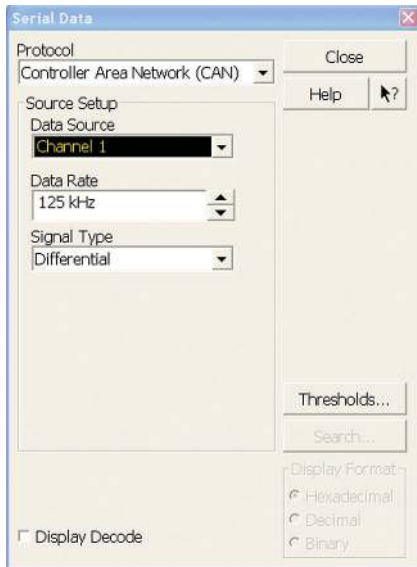 Serial Data
Protocol
Controller Area Network (CAN)
Close
Help
?
Source Setup
Data Source
Channel 1
Data Rate
125 kHz
Signal Type
Differential
Thresholds...
Search...
Display Format
Hexadecimal
Decimal
Binary
Display Decode